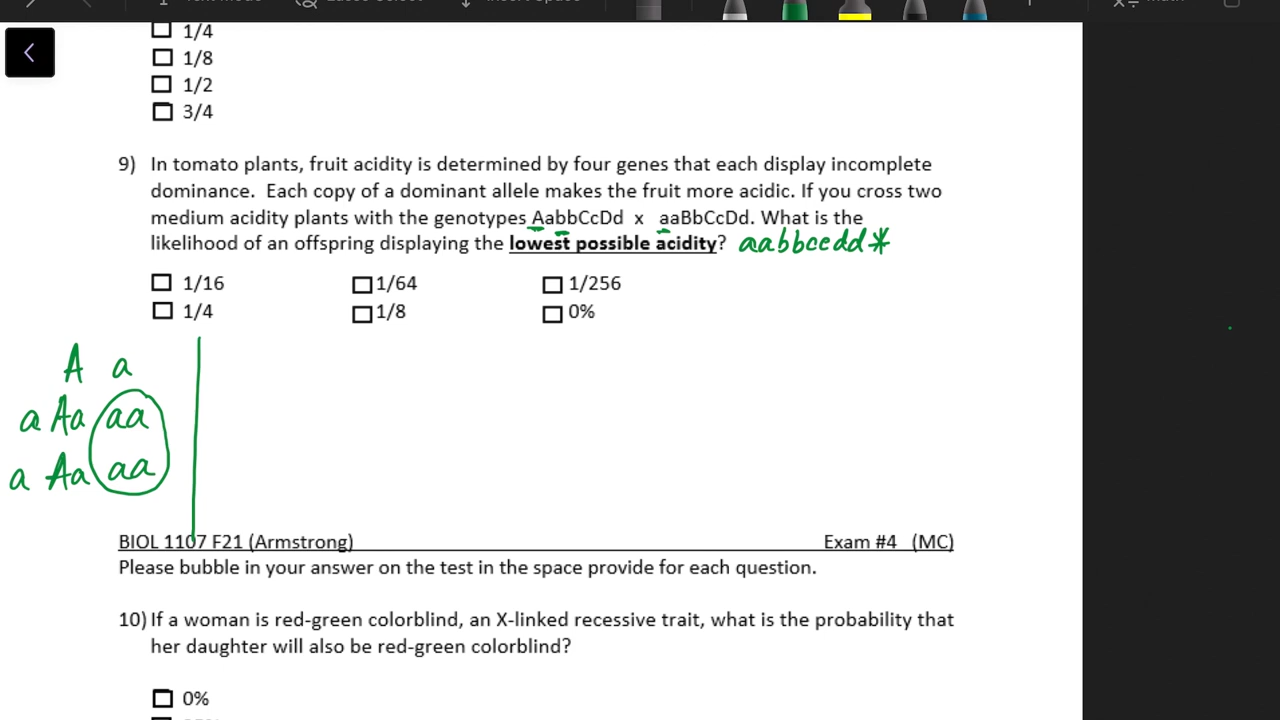 1/4
1/8
1/2
3/4
9) In tomato plants, fruit acidity is determined by four genes that each display incomplete
dominance. Each copy of a dominant allele makes the fruit more acidic. If you cross two
medium acidity plants with the genotypes AabbCcDd x aaBbCcDd. What is the
likelihood of an offspring displaying the lowest possible acidity? aabbccdd*
1/16 1/64 1/256
1/4 1/8 0%
A a
a Aa aa
a Aa aa
BIOL 1107 F21 (Armstrong) Exam #4 (MC)
Please bubble in your answer on the test in the space provide for each question.
10) If a woman is red-green colorblind, an X-linked recessive trait, what is the probability that
her daughter will also be red-green colorblind?
0%